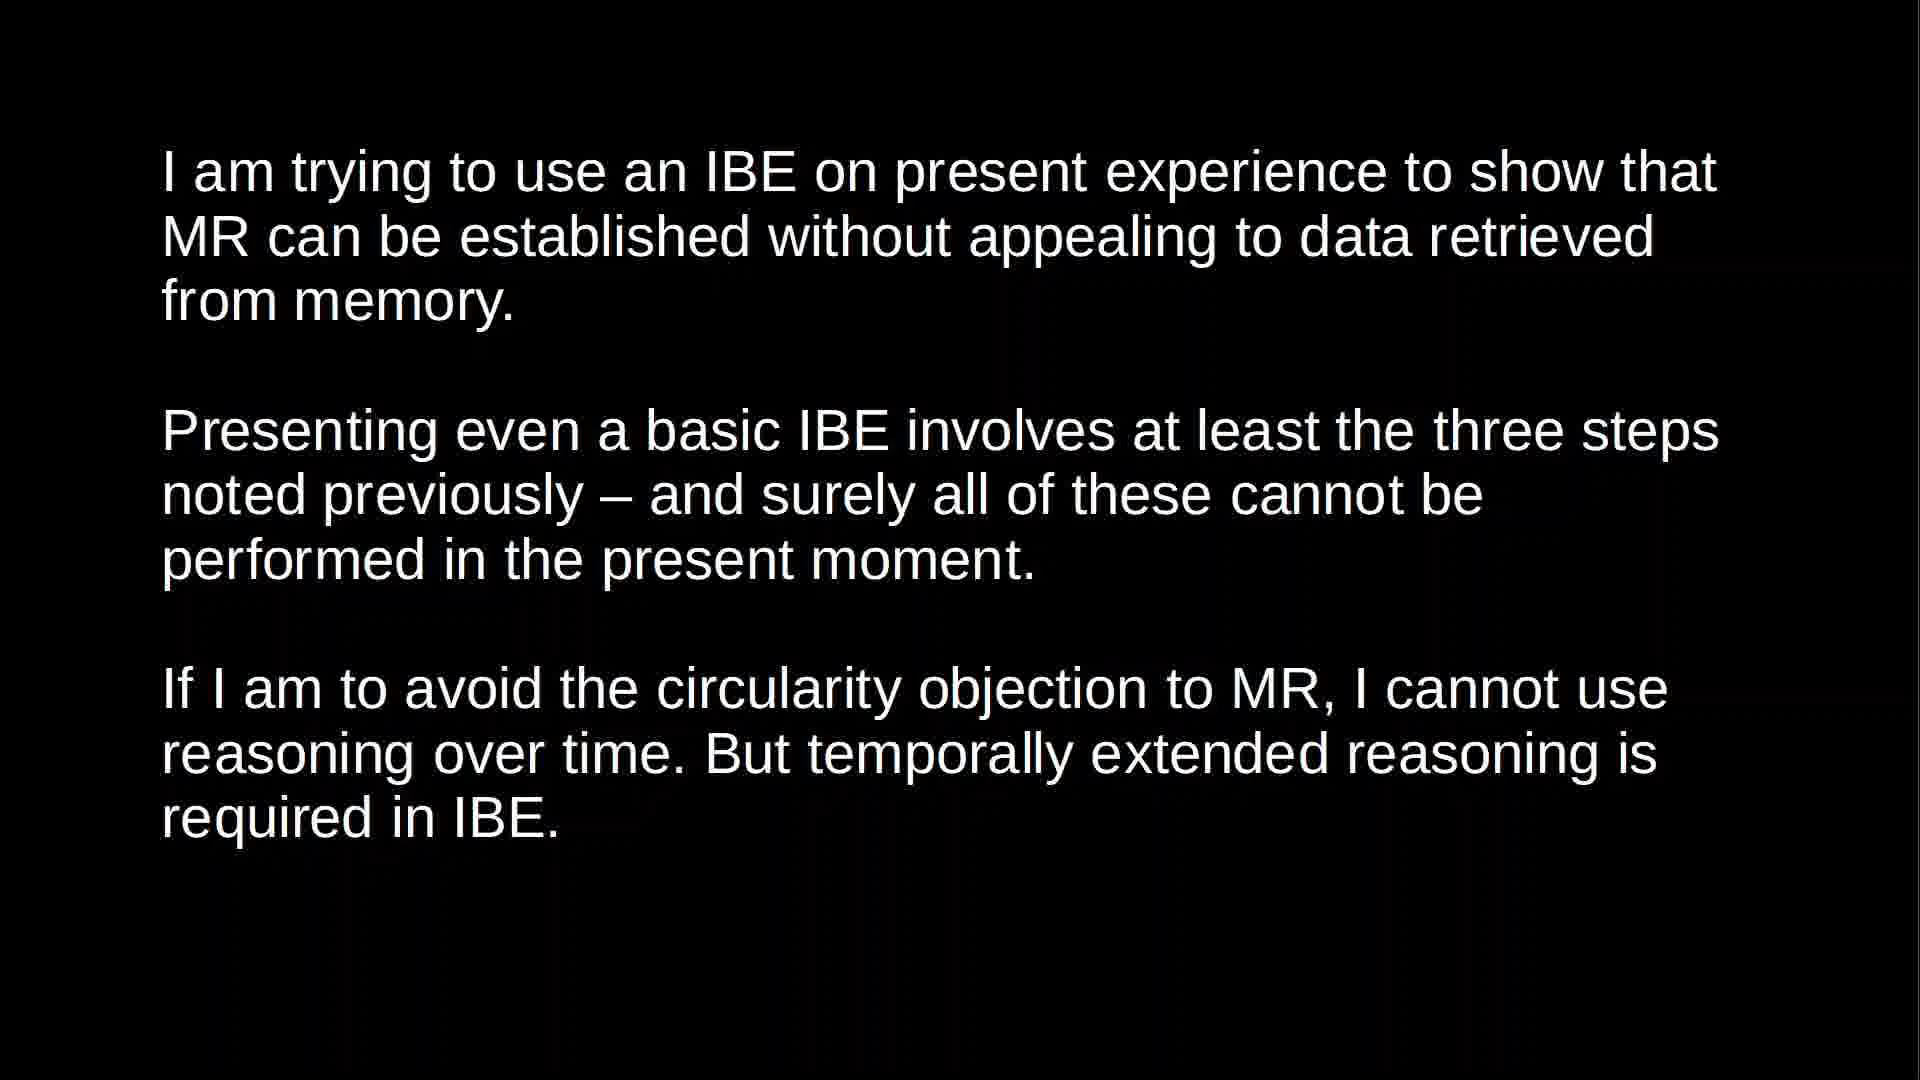 I am trying to use an IBE on present experience to show that
MR can be established without appealing to data retrieved
from memory.
Presenting even a basic IBE involves at least the three steps
noted previously – and surely all of these cannot be
performed in the present moment.
If I am to avoid the circularity objection to MR, I cannot use
reasoning over time. But temporally extended reasoning is
required in IBE.